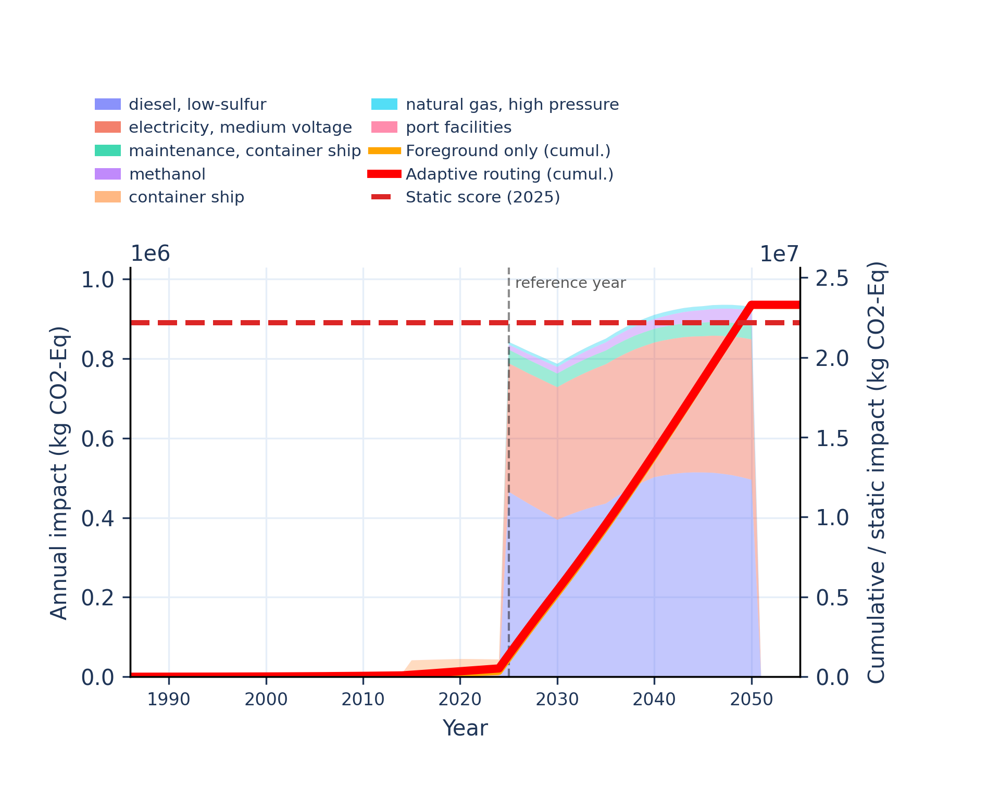 diesel, low-sulfur
electricity, medium voltage
maintenance, container ship
methanol
container ship
natural gas, high pressure
port facilities
Foreground only (cumul.)
Adaptive routing (cumul.)
Static score (2025)
1e6
1e7
1.0
0.8
0.6
0.4
0.2
0.0
Annual impact (kg CO2-Eq)
reference year
2.5
2.0
1.5
1.0
0.5
0.0
Cumulative / static impact (kg CO2-Eq)
1990 2000 2010 2020 2030 2040 2050
Year